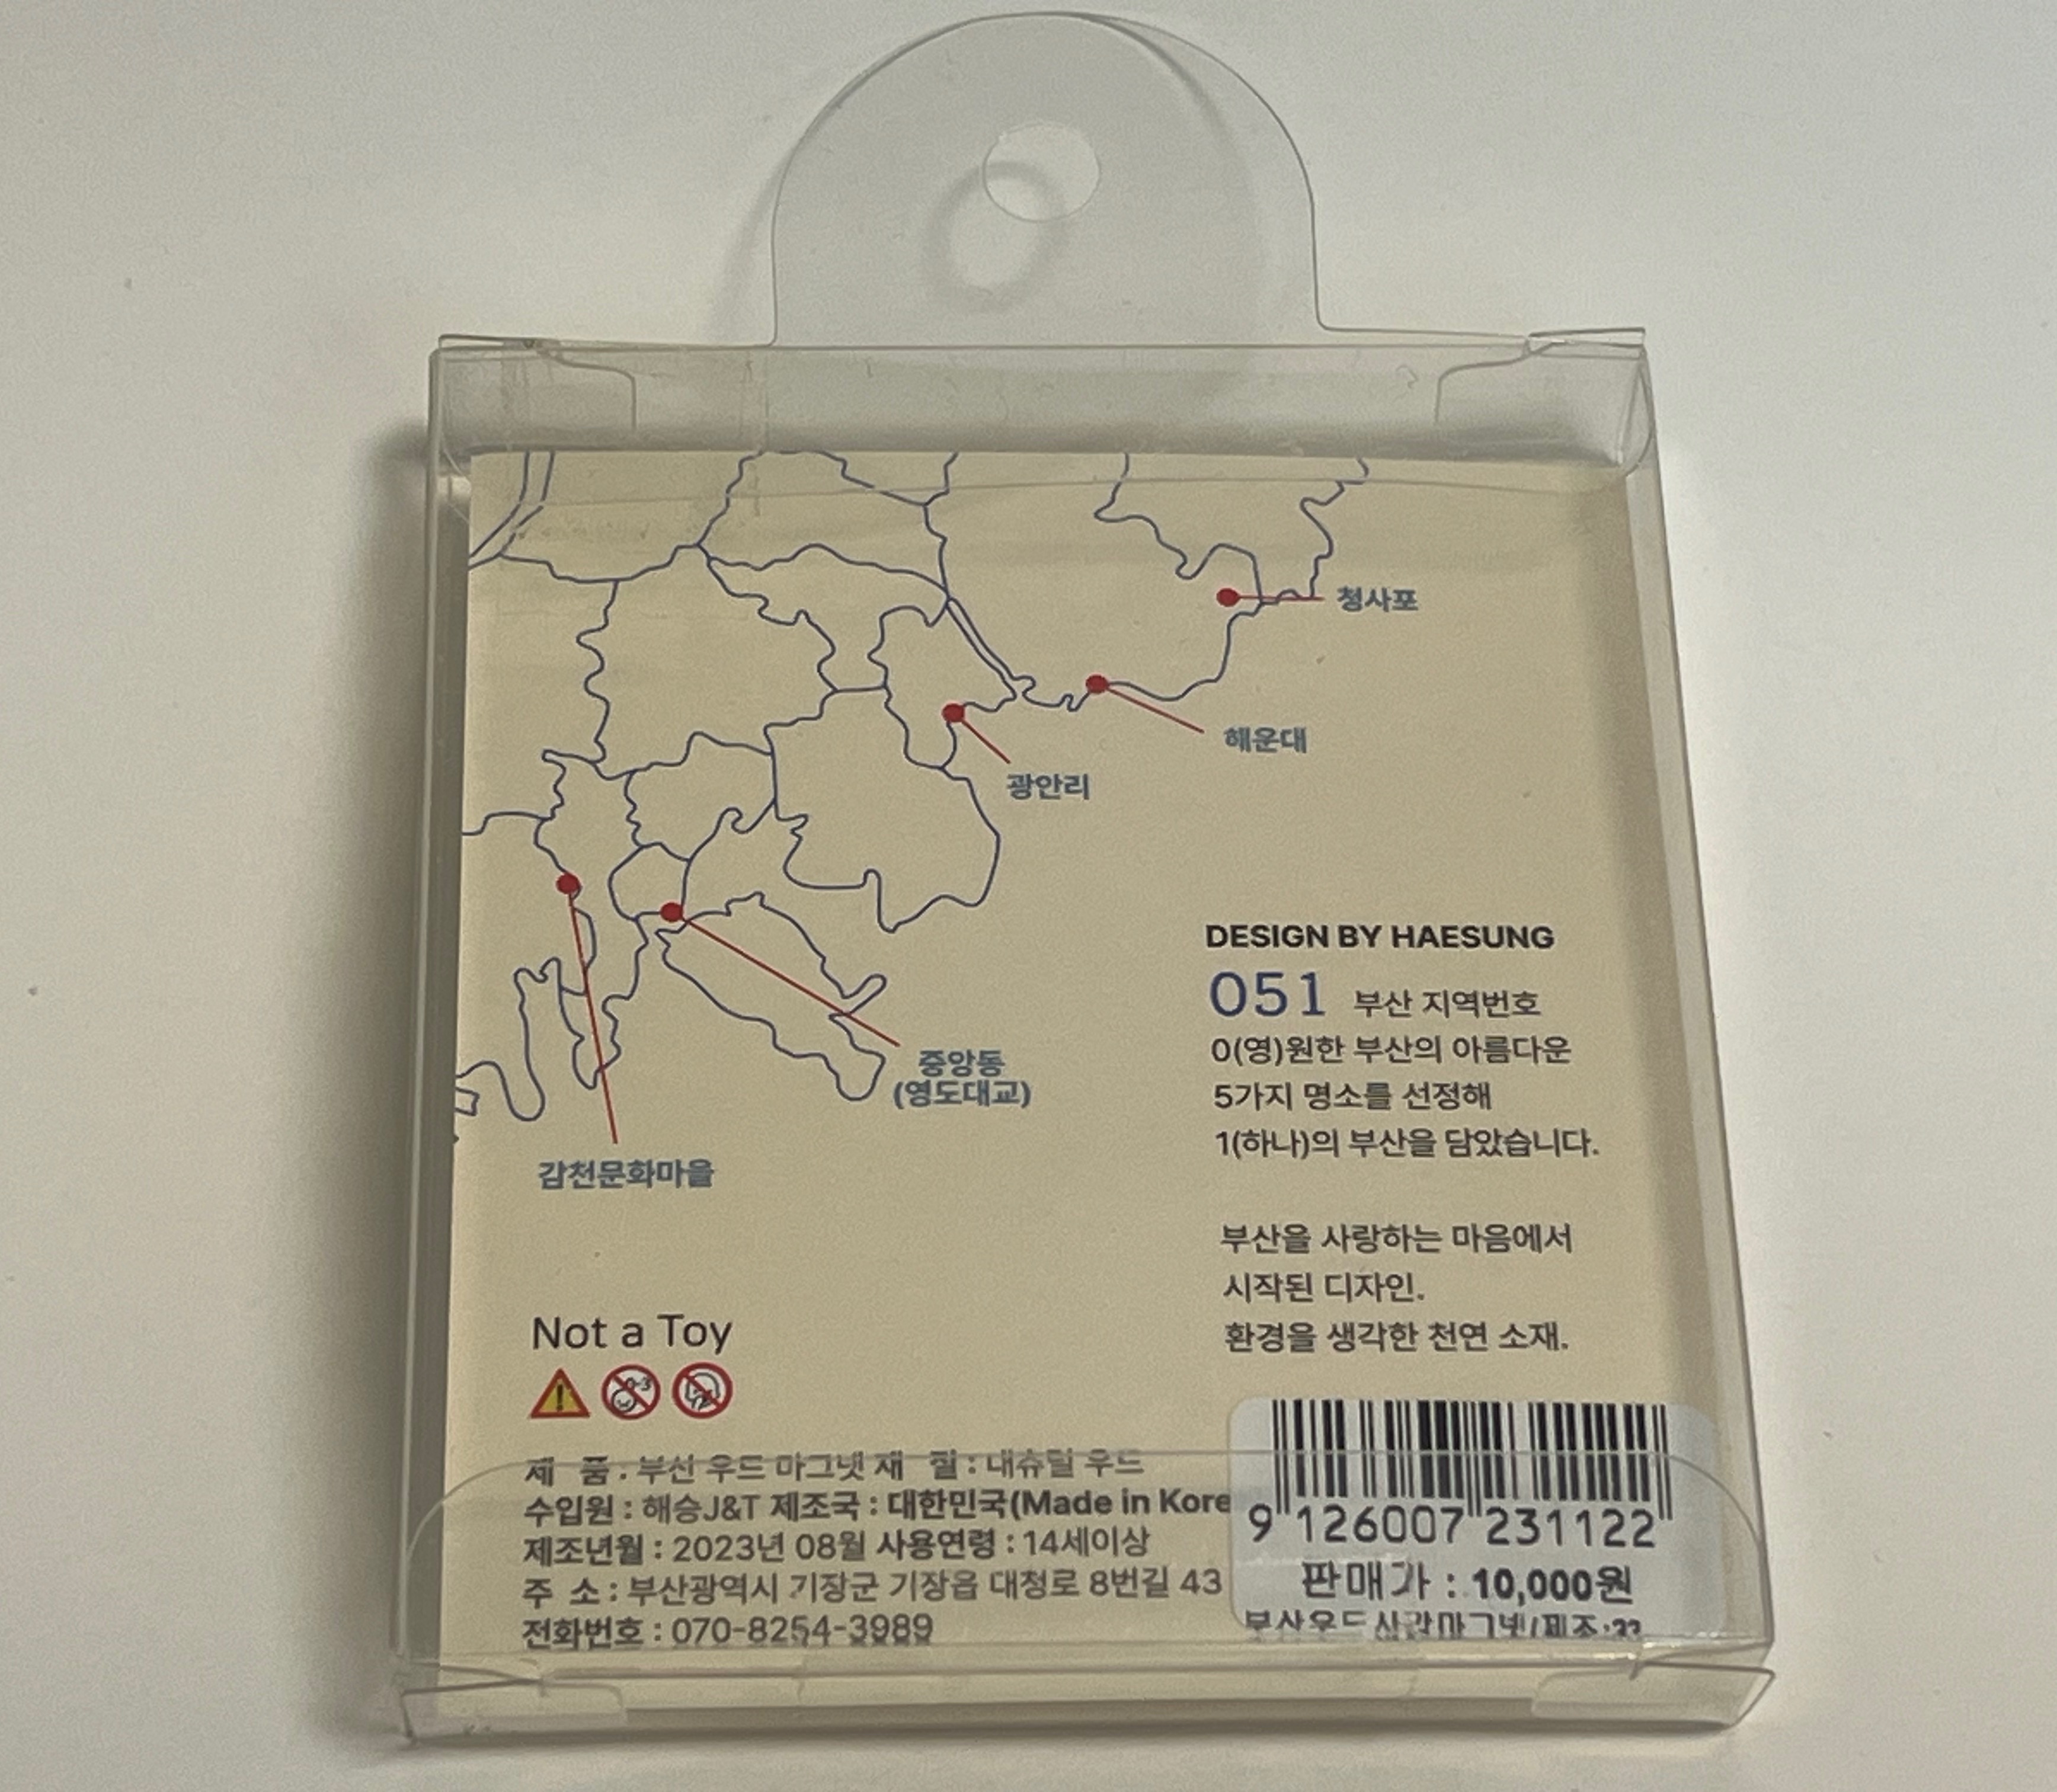 청사포
해운대
광안리
중앙동
(영도대교)
감천문화마을
DESIGN BY HAESUNG
051 부산 지역번호
0(영)원한 부산의 아름다운
5가지 명소를 선정해
1(하나)의 부산을 담았습니다.
부산을 사랑하는 마음에서
시작된 디자인.
환경을 생각한 천연 소재.
Not a Toy
0-3
제 품 : 부산 우드 마그넷 재 질 : 내츄럴 우드
수입원 : 해승J&T 제조국 : 대한민국(Made in Kore
제조년월 : 2023년 08월 사용연령 : 14세이상
주 소 : 부산광역시 기장군 기장읍 대청로 8번길 43
전화번호 : 070-8254-3989
9 126007 231122
판매가 : 10,000원